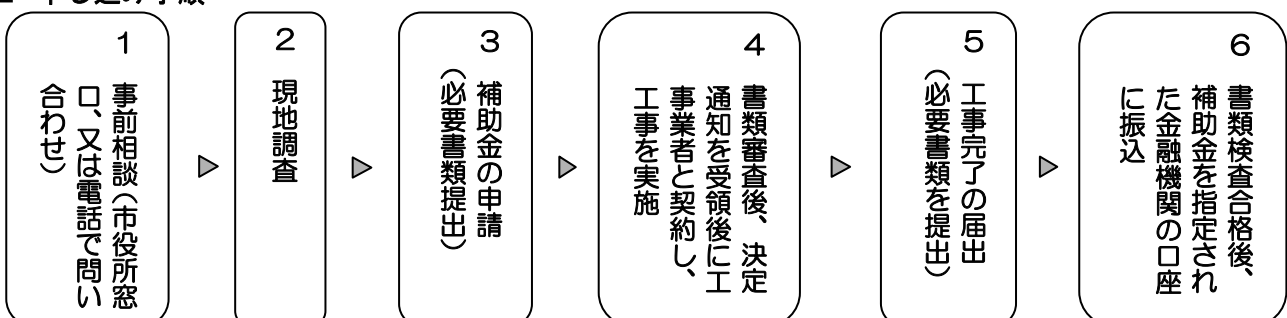 １
事前相談（市役所窓
口、又は電話で問い
合わせ）
２
現地調査
３
補助金の申請
（必要書類提出）
４
書類審査後、決定
通知を受領後に工
事業者と契約し、
工事を実施
５
工事完了の届出
（必要書類を提出）
６
書類検査合格後、
補助金を指定され
た金融機関の口座
に振込